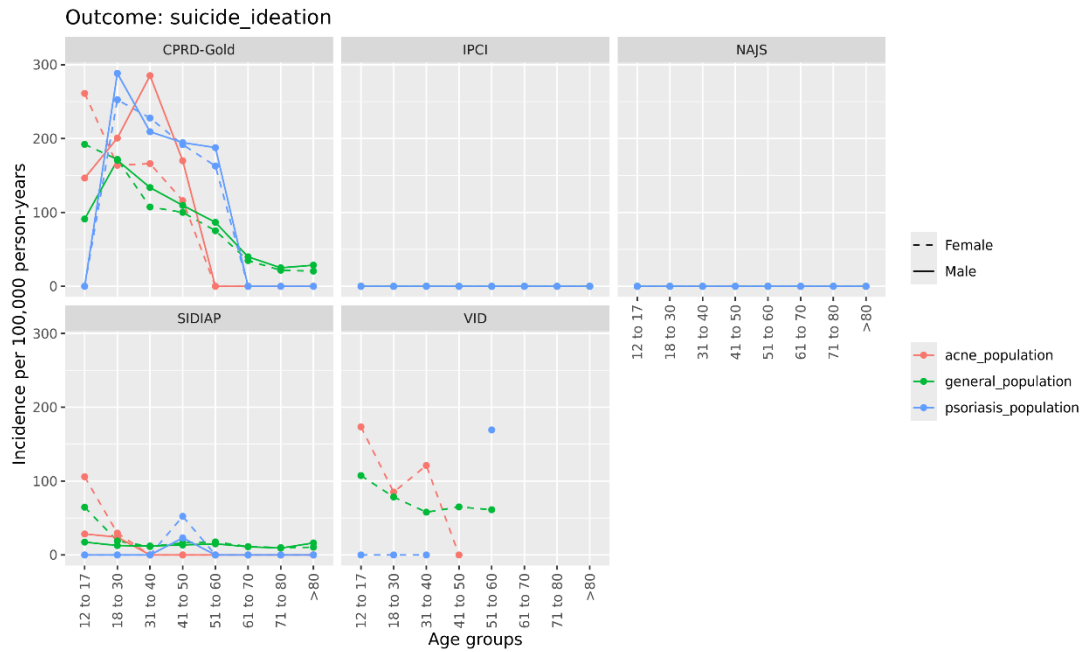 Outcome: suicide_ideation
CPRD-Gold
IPCI
NAJS
300
200
100
0
Female
Male
12 to 17
18 to 30
31 to 40
41 to 50
51 to 60
61 to 70
71 to 80
>80
SIDIAP
VID
300
200
100
0
acne_population
general_population
psoriasis_population
Incidence per 100,000 person-years
12 to 17
18 to 30
31 to 40
41 to 50
51 to 60
61 to 70
71 to 80
>80
12 to 17
18 to 30
31 to 40
41 to 50
51 to 60
61 to 70
71 to 80
>80
Age groups